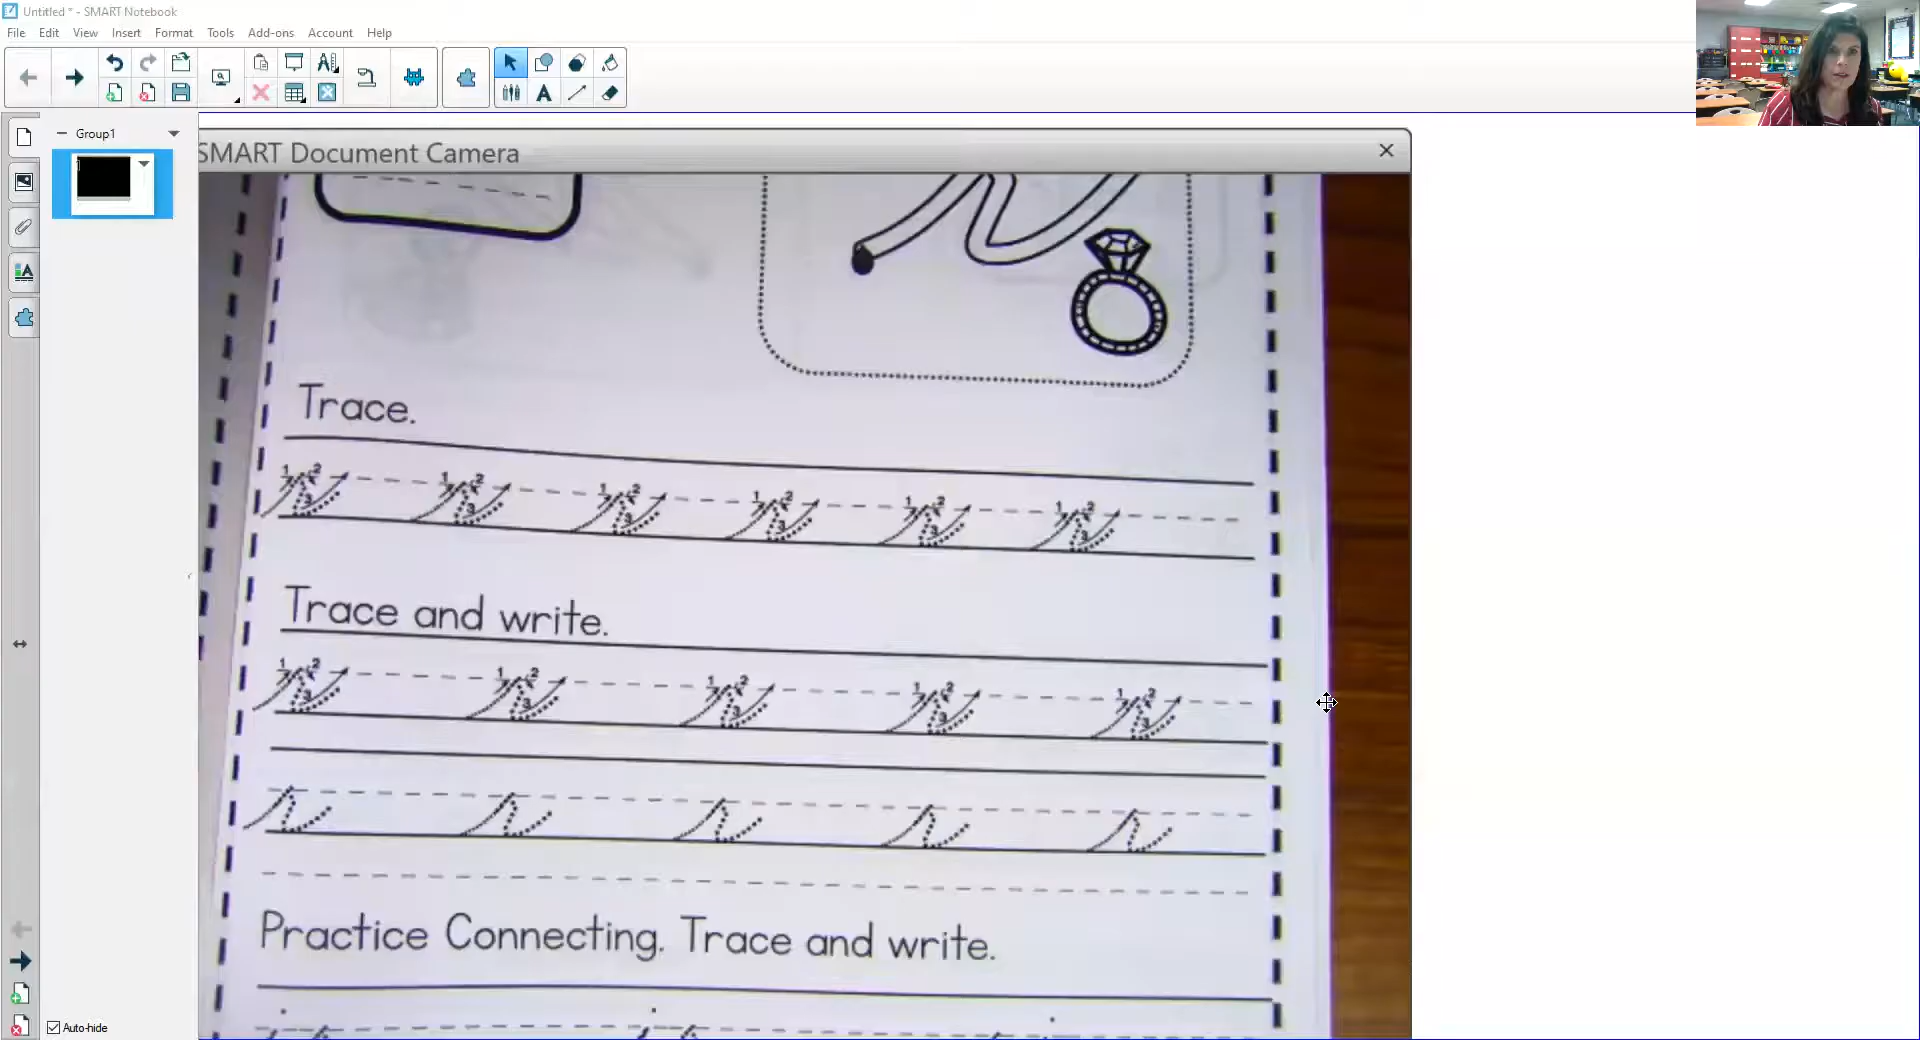 Untitled * - SMART Notebook
File Edit View Insert Format Tools Add-ons Account Help
Group1
SMART Document Camera
Trace.
r r r r r r
Trace and write.
r r r r r
r r r r r
Practice Connecting. Trace and write.
Auto-hide